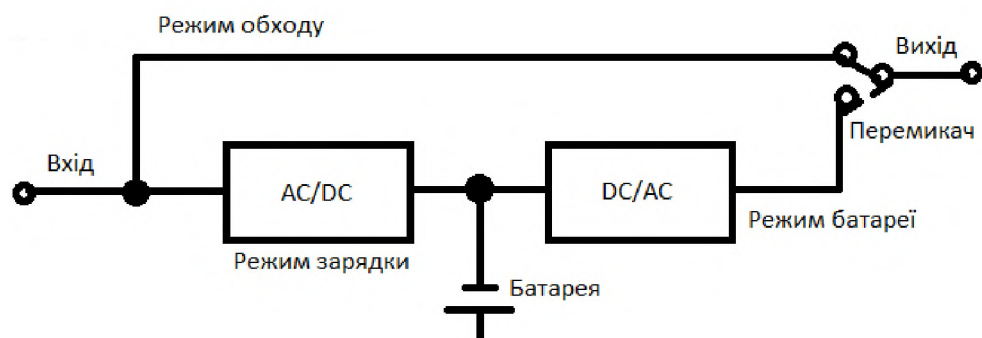 Режим обходу
Вихід
Перемикач
Вхід
AC/DC
DC/AC
Режим батареї
Режим зарядки
Батарея